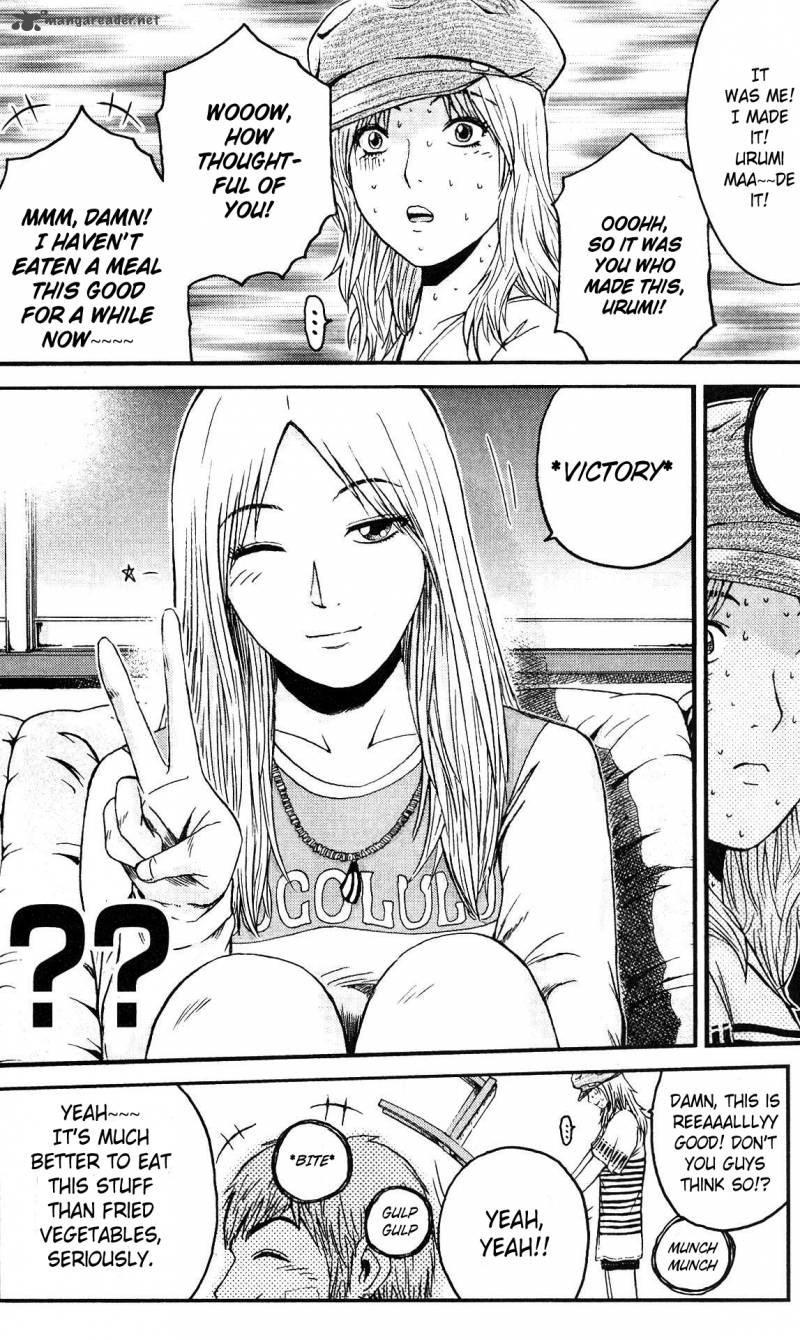 mangareader.net
IT
WAS ME!
I MADE
IT!
URUMI
MAA~~DE
IT!
OOOHH,
SO IT WAS
YOU WHO
MADE THIS,
URUMI!
WOOOW,
HOW
THOUGHT-
FUL OF
YOU!
MMM, DAMN!
I HAVEN'T
EATEN A MEAL
THIS GOOD
FOR A WHILE
NOW~~~~
...
*VICTORY*
OGOLULU
??
DAMN, THIS IS
REEAAALLLYY
GOOD! DON'T
YOU GUYS
THINK SO!?
MUNCH
MUNCH
...
YEAH,
YEAH!!
GULP
GULP
*BITE*
YEAH~~~
IT'S MUCH
BETTER TO EAT
THIS STUFF
THAN FRIED
VEGETABLES,
SERIOUSLY.